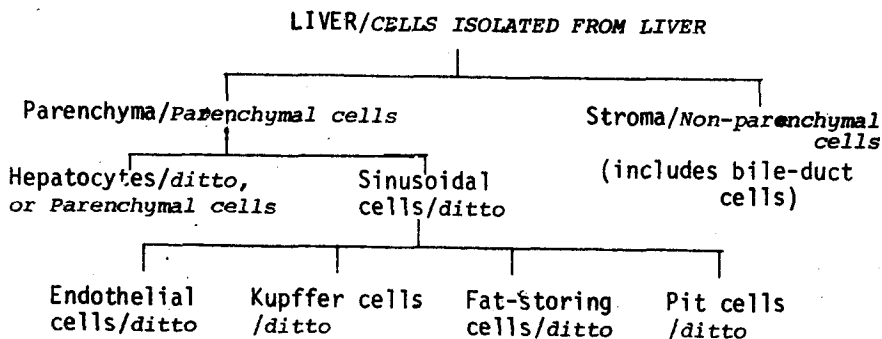 LIVER/CELLS ISOLATED FROM LIVER
Parenchyma/Parenchymal cells
Stroma/Non-parenchymal
cells
(includes bile-duct
cells)
Hepatocytes/ditto,
or Parenchymal cells
Sinusoidal
cells/ditto
Endothelial
cells/ditto
Kupffer cells
/ditto
Fat-storing
cells/ditto
Pit cells
/ditto